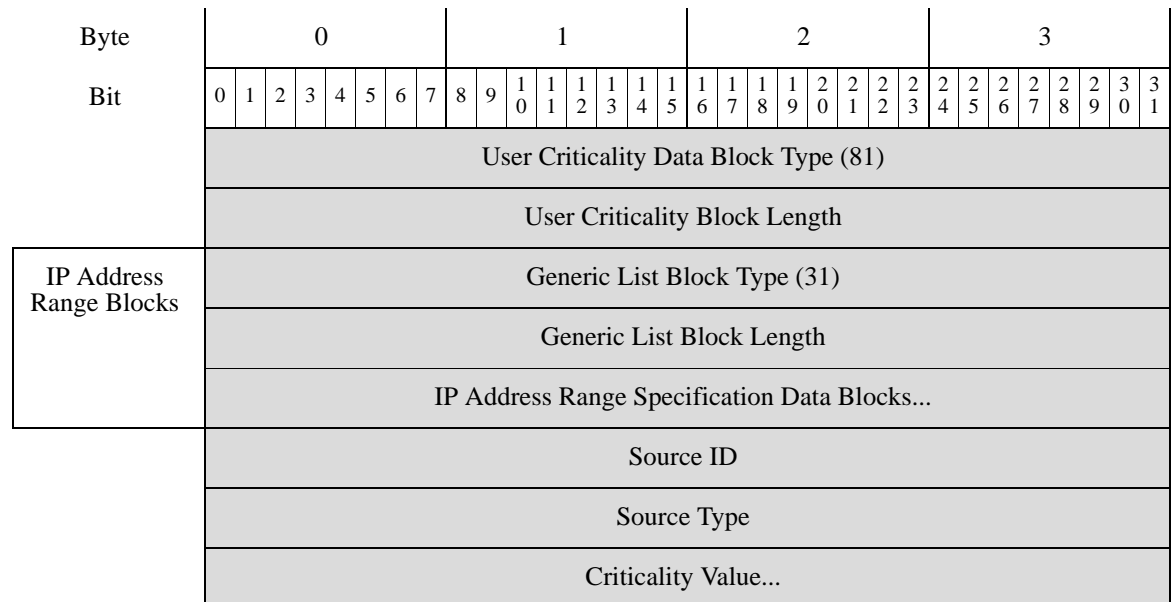 Byte 0 1 2 3
Bit 0 1 2 3 4 5 6 7 8 9 10 11 12 13 14 15 16 17 18 19 20 21 22 23 24 25 26 27 28 29 30 31
User Criticality Data Block Type (81)
User Criticality Block Length
IP Address
Range Blocks
Generic List Block Type (31)
Generic List Block Length
IP Address Range Specification Data Blocks...
Source ID
Source Type
Criticality Value...